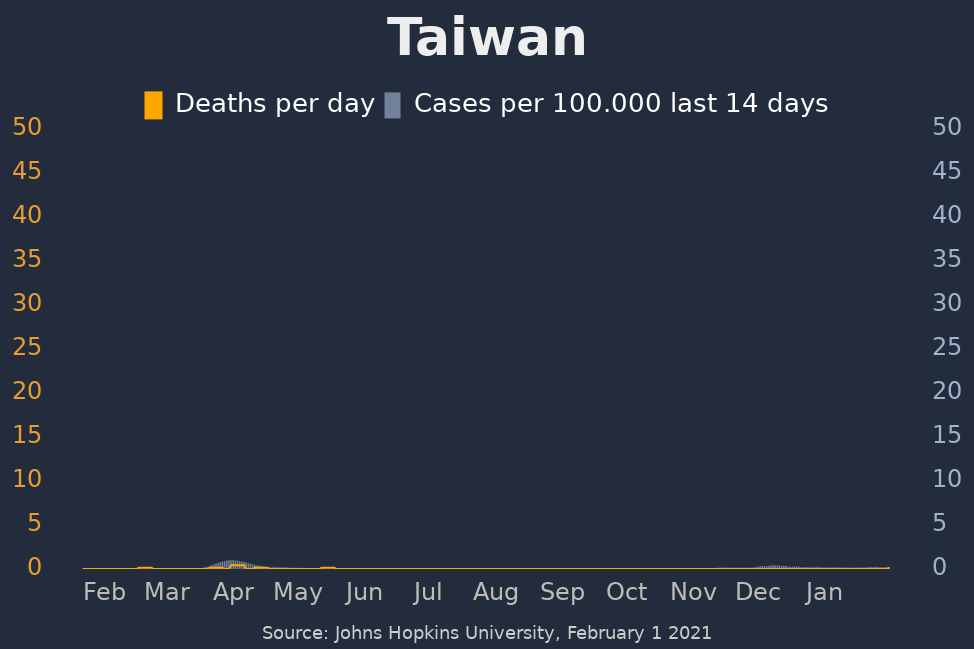 Taiwan
Deaths per day Cases per 100.000 last 14 days
50 50
45 45
40 40
35 35
30 30
25 25
20 20
15 15
10 10
5 5
0 0
Feb Mar Apr May Jun Jul Aug Sep Oct Nov Dec Jan
Source: Johns Hopkins University, February 1 2021